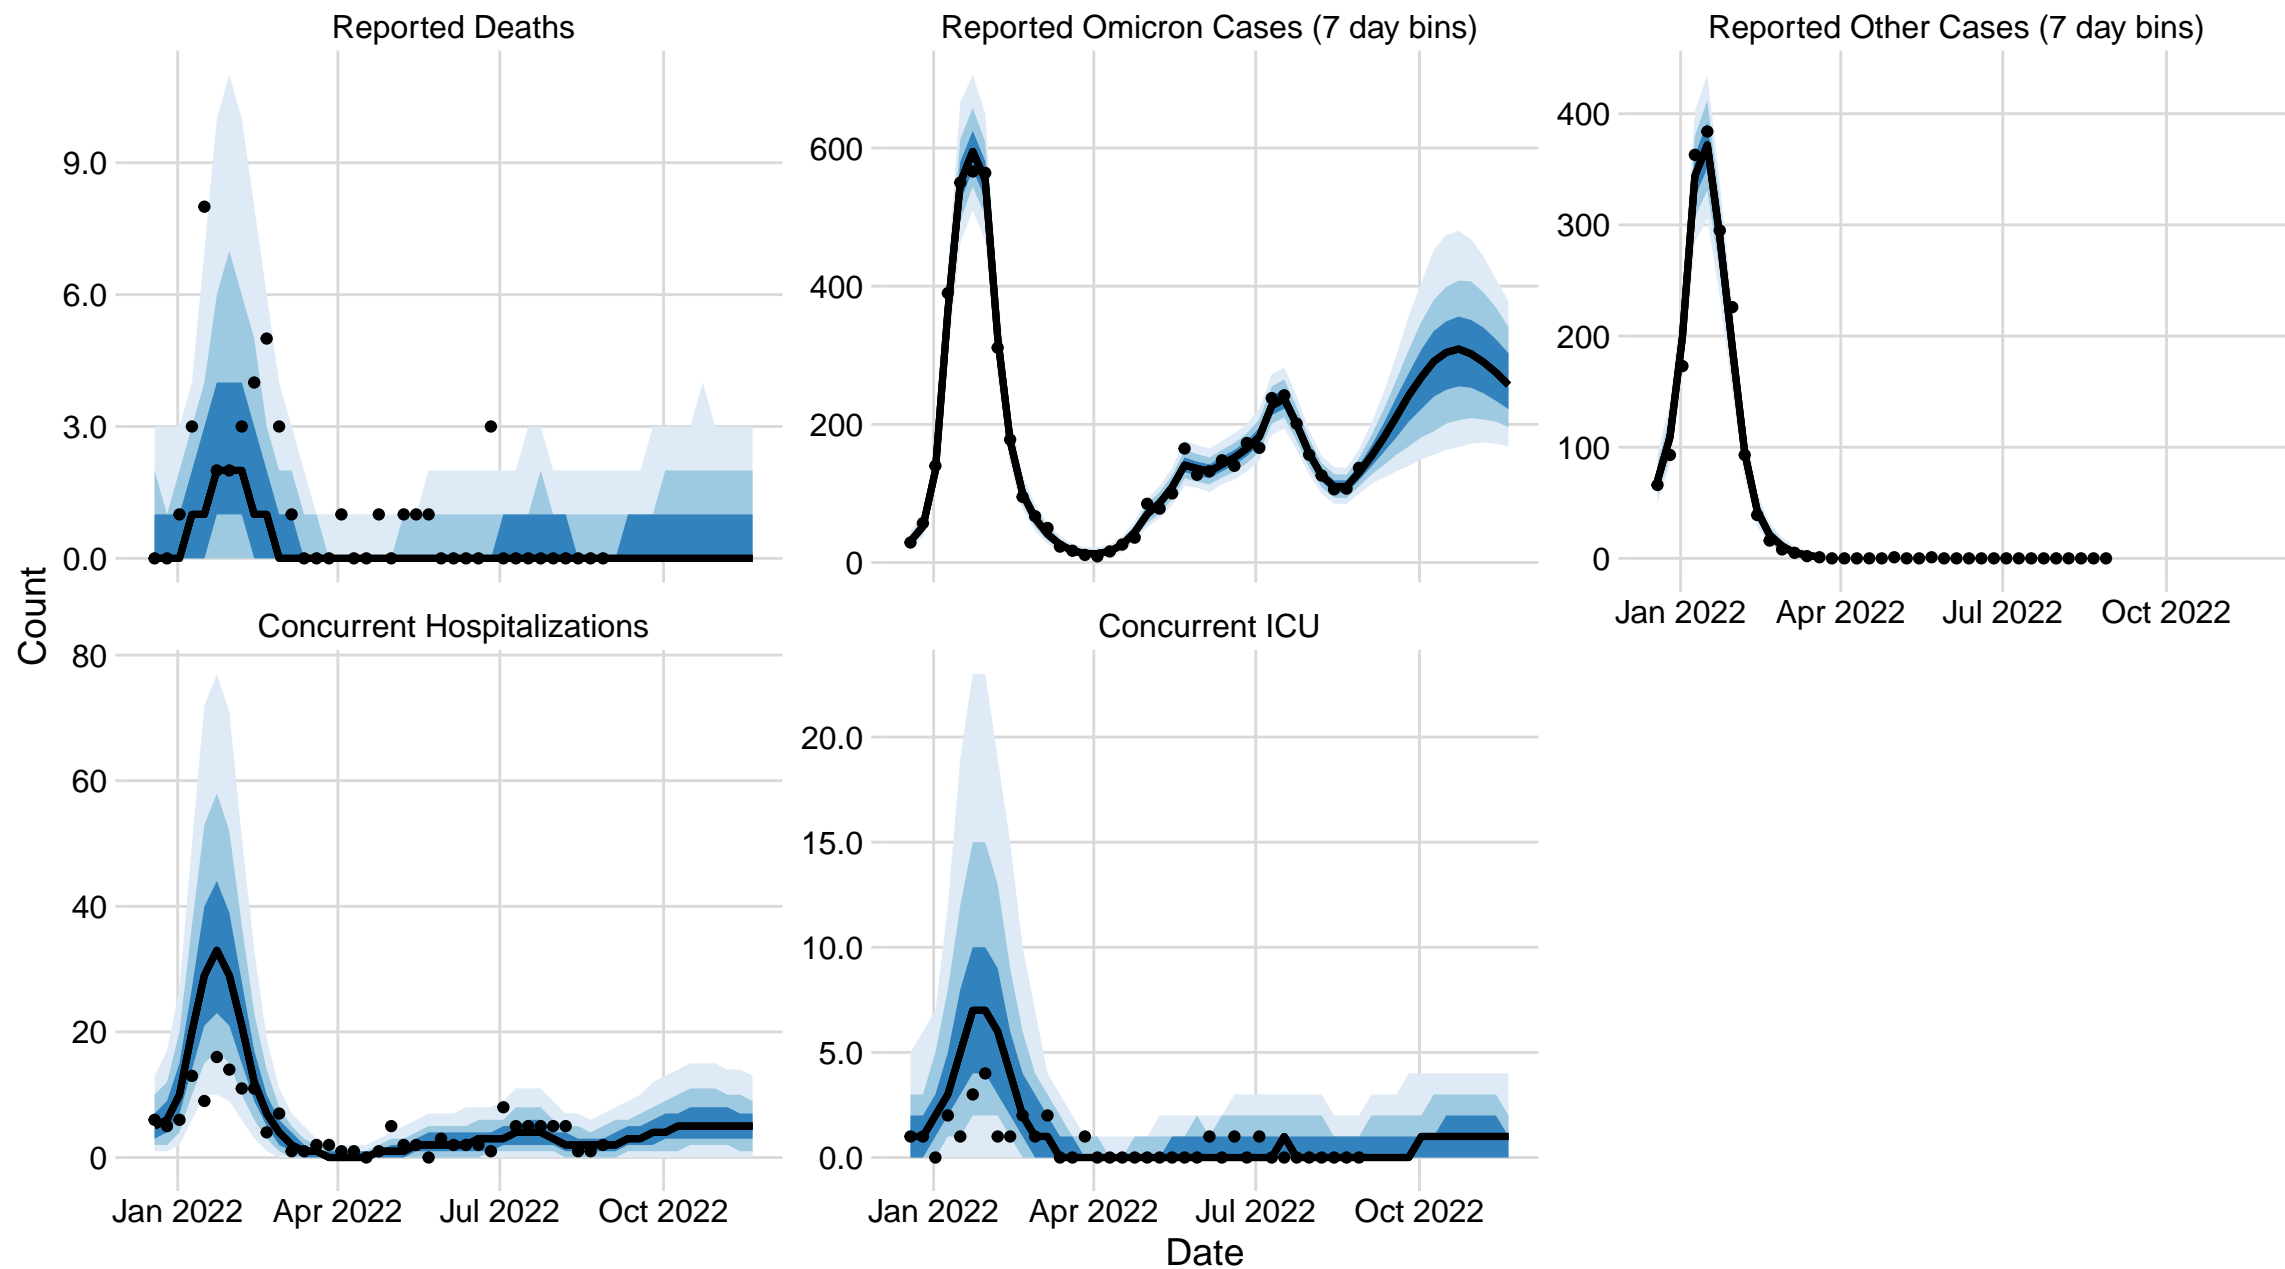 Reported Deaths
Reported Omicron Cases (7 day bins)
Reported Other Cases (7 day bins)
9.0
6.0
3.0
0.0
600
400
200
0
400
300
200
100
0
Jan 2022 Apr 2022 Jul 2022 Oct 2022
Count
Concurrent Hospitalizations
Concurrent ICU
80
60
40
20
0
20.0
15.0
10.0
5.0
0.0
Jan 2022 Apr 2022 Jul 2022 Oct 2022
Jan 2022 Apr 2022 Jul 2022 Oct 2022
Date